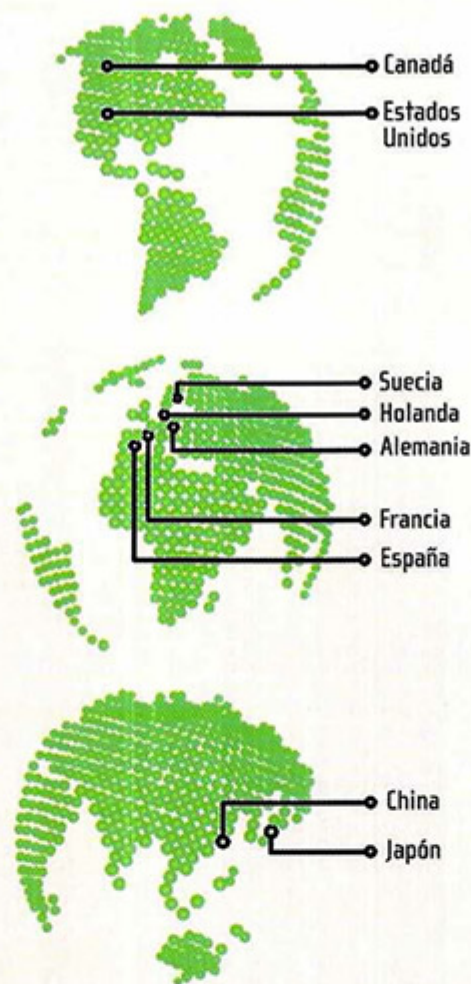 Canadá
Estados
Unidos
Suecia
Holanda
Alemania
Francia
España
China
Japón